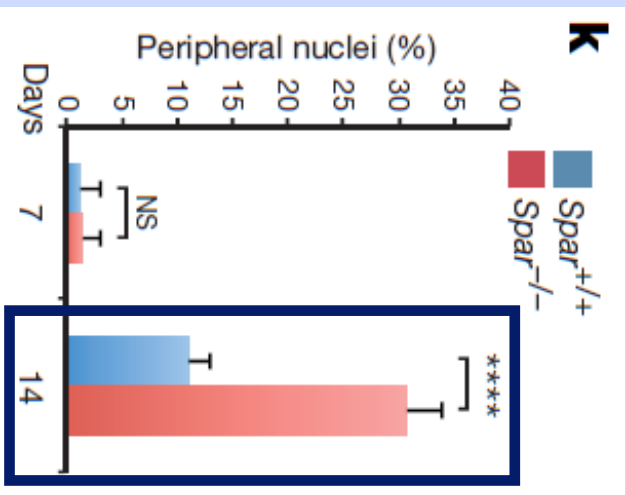 k
Spar+/+
Spar−/−
Peripheral nuclei (%)
40
35
30
25
20
15
10
5
0
NS
****
Days
7
14